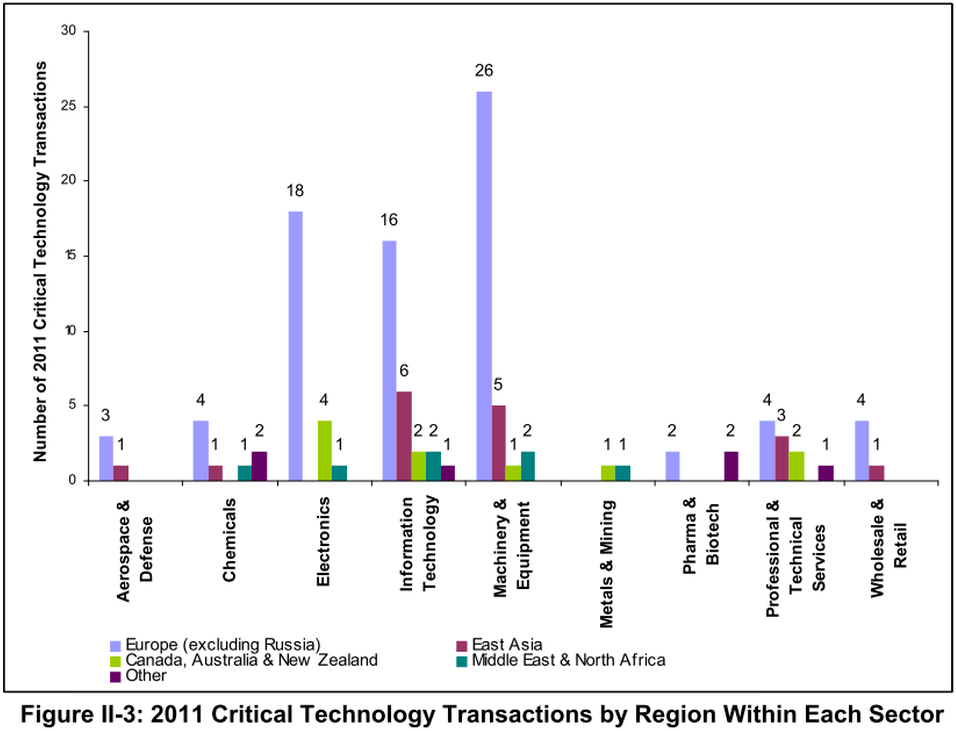 30
25
20
15
10
5
0
Number of 2011 Critical Technology Transactions
3
1
4
1
1
2
18
4
1
16
6
2
2
1
26
5
1
2
1
1
2
2
4
3
2
1
4
1
Aerospace &
Defense
Chemicals
Electronics
Information
Technology
Machinery &
Equipment
Metals & Mining
Pharma &
Biotech
Professional &
Technical
Services
Wholesale &
Retail
Europe (excluding Russia)
East Asia
Canada, Australia & New Zealand
Middle East & North Africa
Other
Figure II-3: 2011 Critical Technology Transactions by Region Within Each Sector